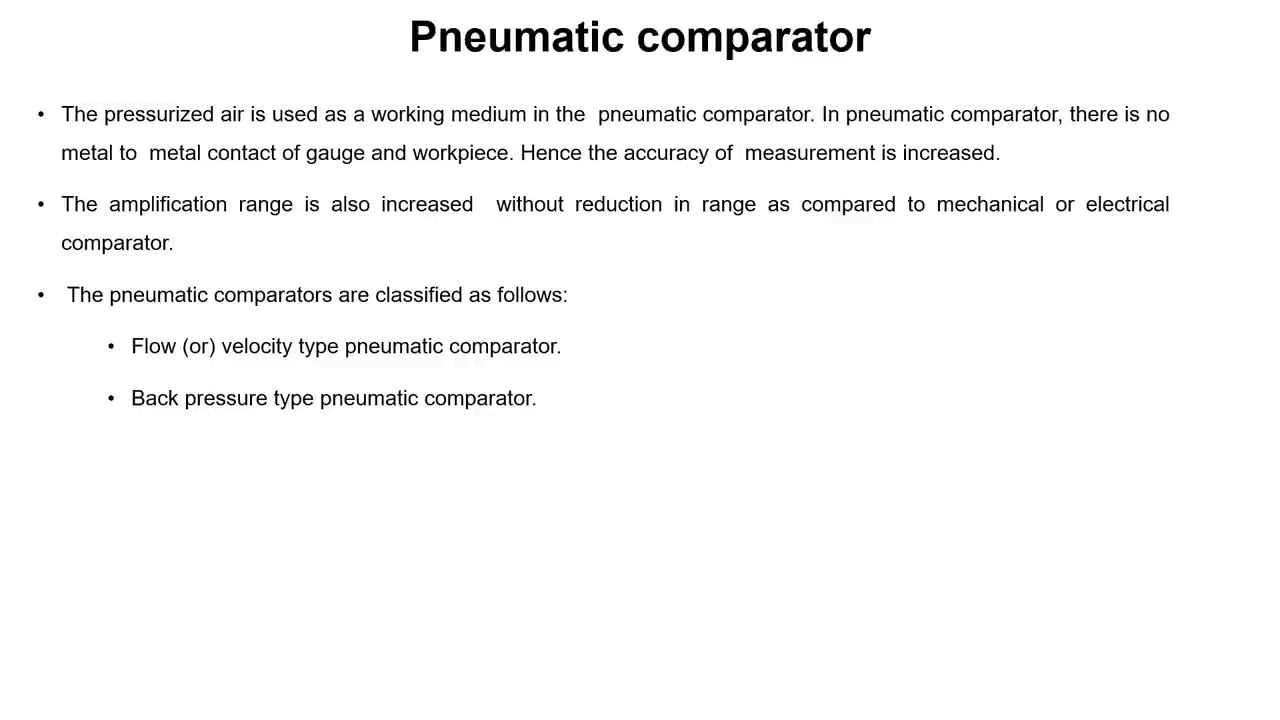 Pneumatic comparator
• The pressurized air is used as a working medium in the  pneumatic comparator. In pneumatic comparator, there is no
metal to  metal contact of gauge and workpiece. Hence the accuracy of  measurement is increased.
• The amplification range is also increased  without reduction in range as compared to mechanical or electrical
comparator.
• The pneumatic comparators are classified as follows:
• Flow (or) velocity type pneumatic comparator.
• Back pressure type pneumatic comparator.